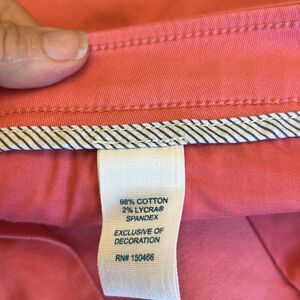 98% COTTON
2% LYCRA®
SPANDEX
EXCLUSIVE OF
DECORATION
RN# 150466